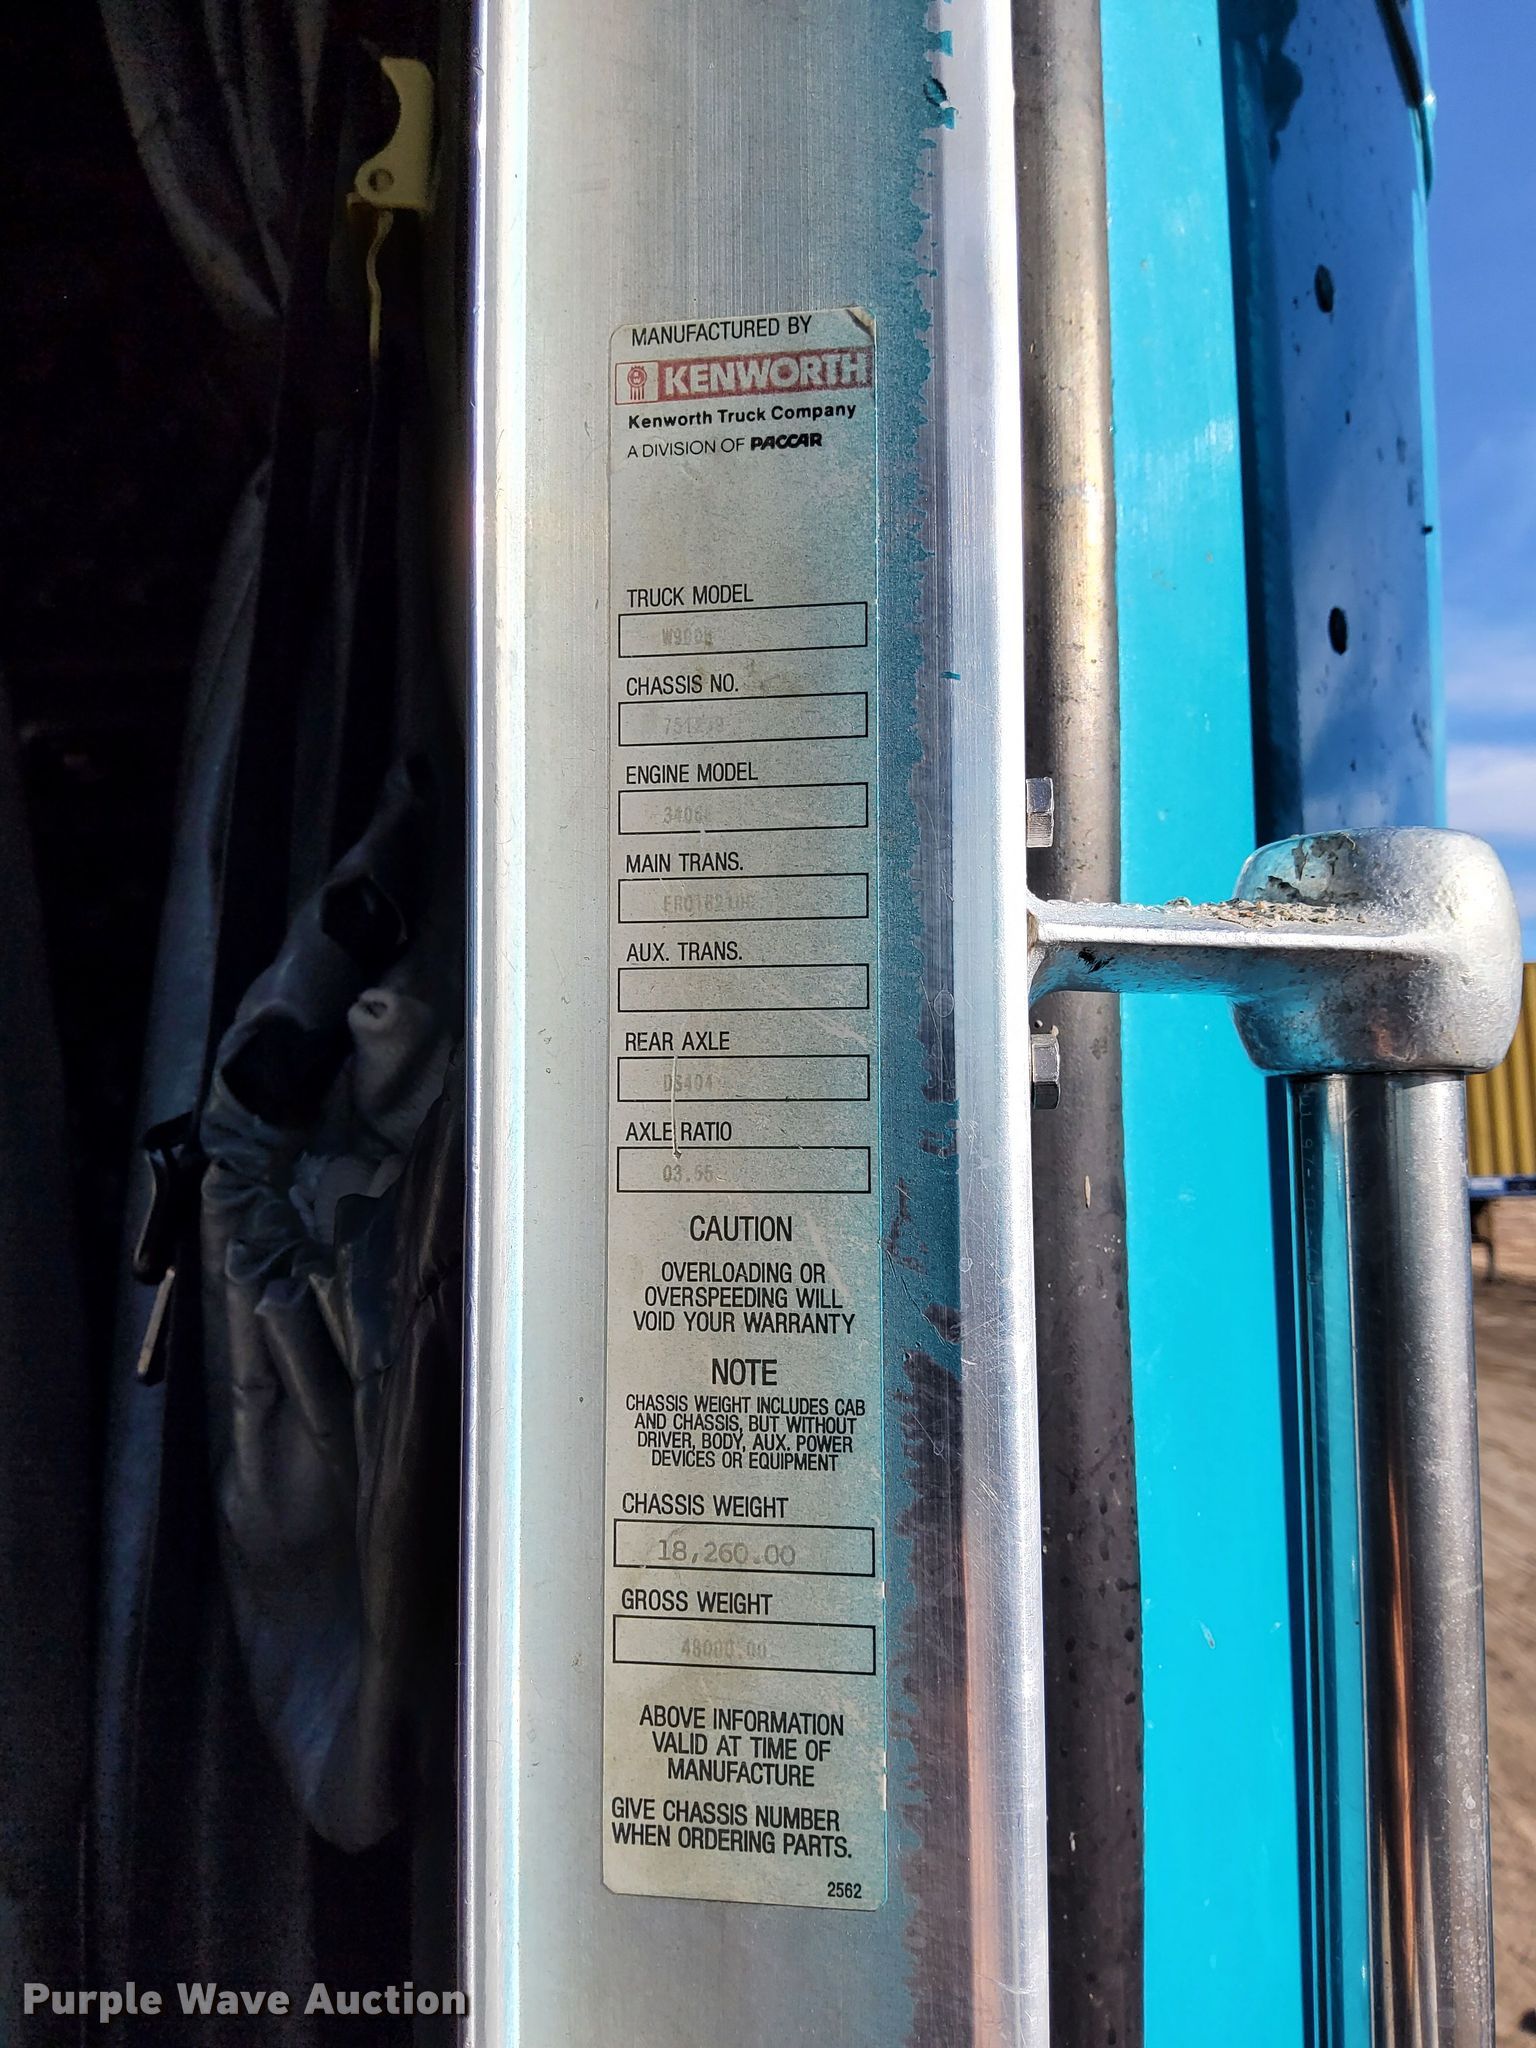 MANUFACTURED BY
KENWORTH
Kenworth Truck Company
A DIVISION OF PACCAR
TRUCK MODEL
CHASSIS NO.
ENGINE MODEL
MAIN TRANS.
AUX. TRANS.
REAR AXLE
DS404
AXLE RATIO
03.55
CAUTION
OVERLOADING OR
OVERSPEEDING WILL
VOID YOUR WARRANTY
NOTE
CHASSIS WEIGHT INCLUDES CAB
AND CHASSIS, BUT WITHOUT
DRIVER, BODY, AUX. POWER
DEVICES OR EQUIPMENT
CHASSIS WEIGHT
18,260.00
GROSS WEIGHT
48000.00
ABOVE INFORMATION
VALID AT TIME OF
MANUFACTURE
GIVE CHASSIS NUMBER
WHEN ORDERING PARTS.
2562
Purple Wave Auction